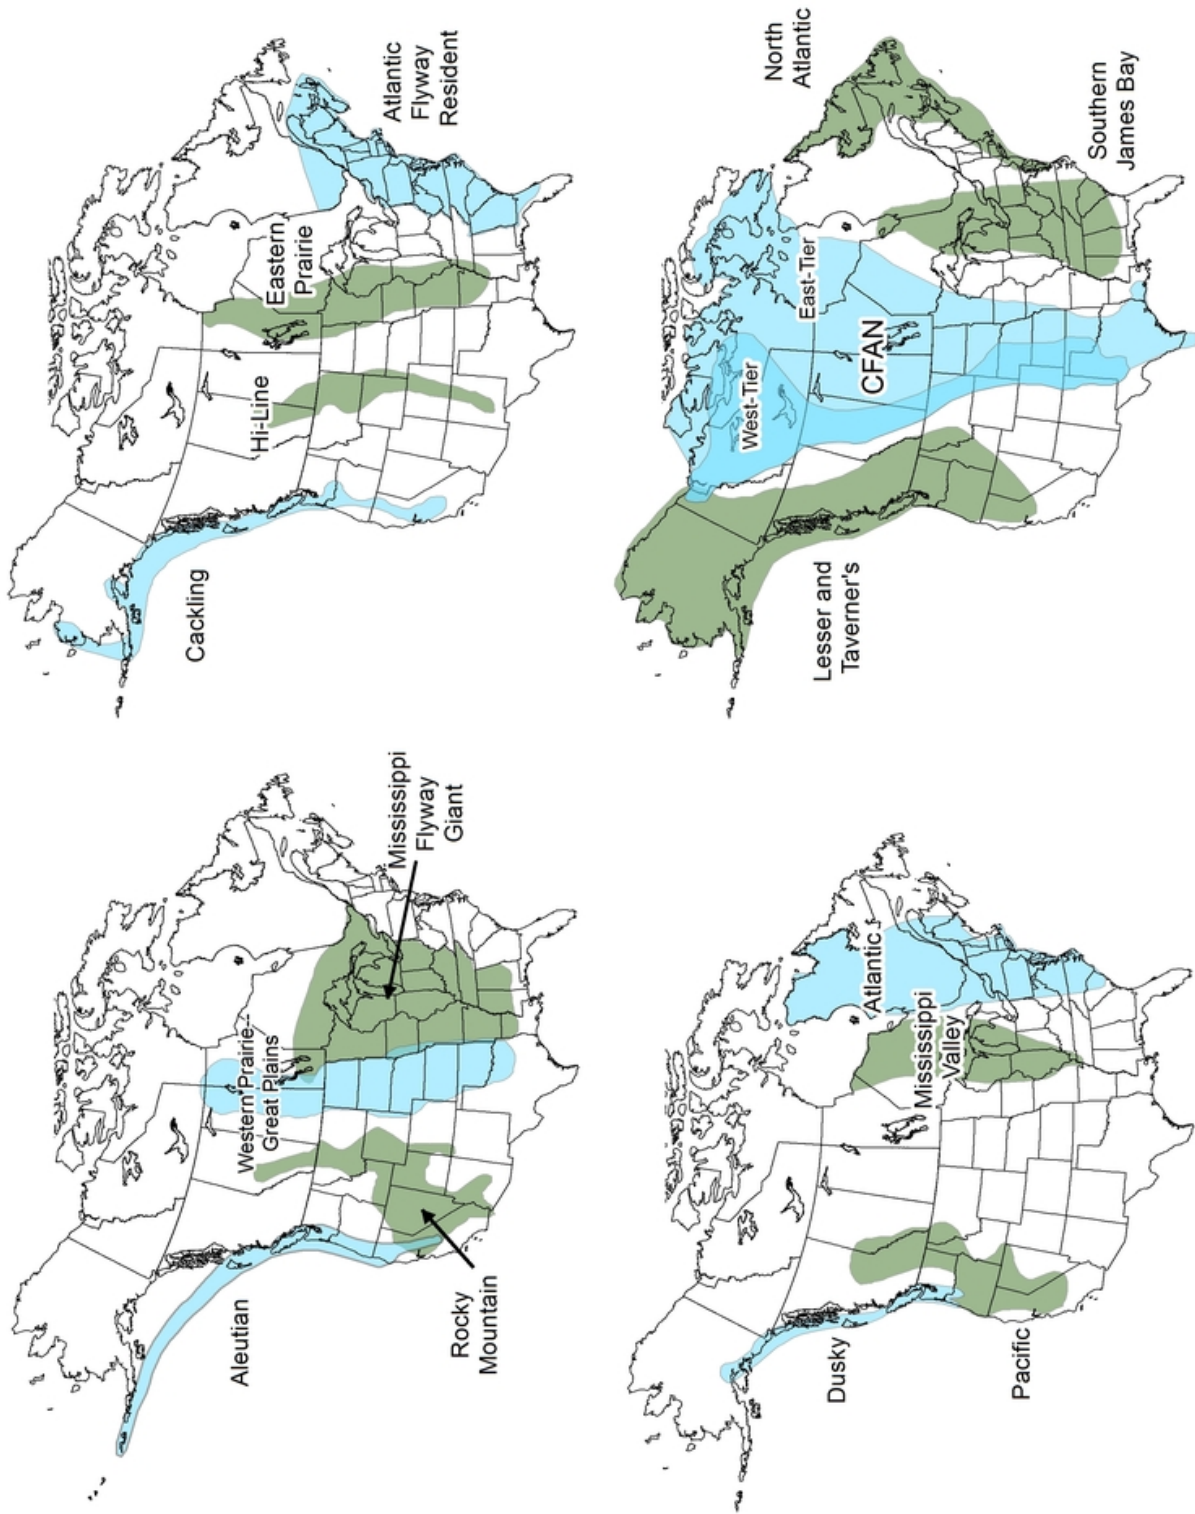 Aleutian
Western Prairie-
Great Plains
Rocky
Mountain
Mississippi
Flyway
Giant
Cackling
Hi-Line
Eastern
Prairie
Atlantic
Flyway
Resident
Dusky
Pacific
Mississippi
Valley
Atlantic
Lesser and
Taverner's
West-Tier
CFAN
East-Tier
North
Atlantic
Southern
James Bay